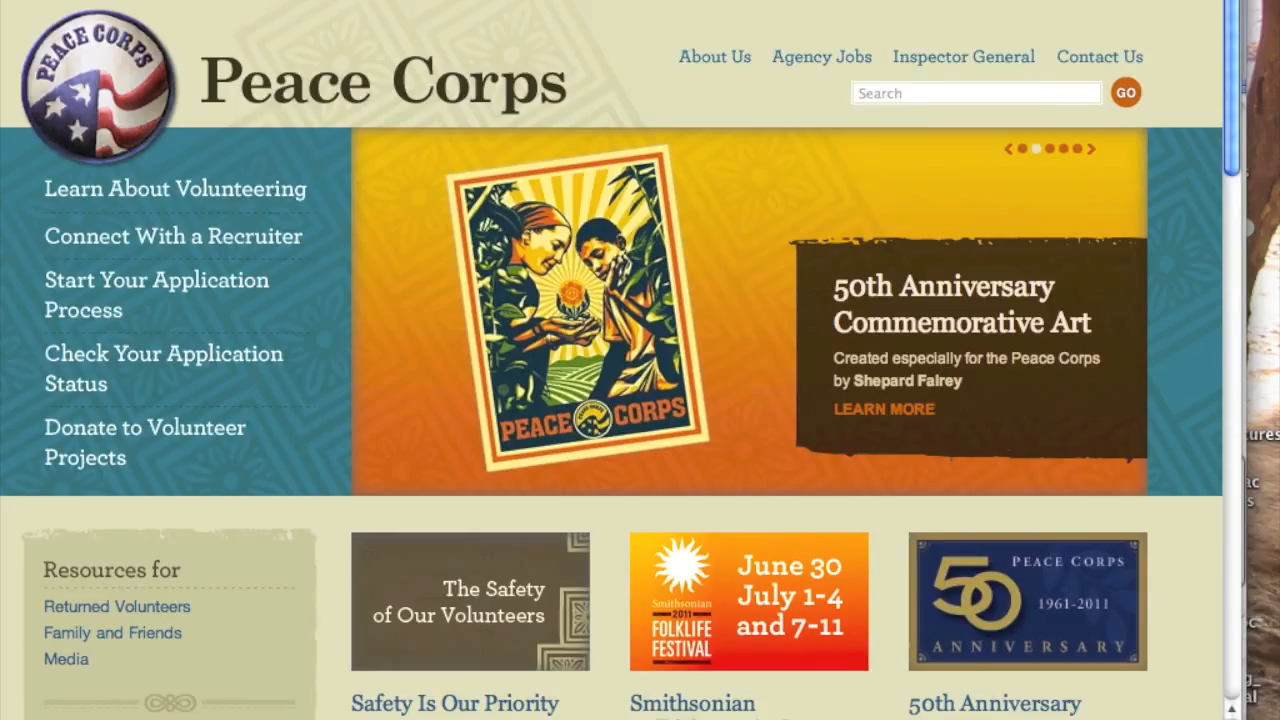 PEACE CORPS
Peace Corps
About Us
Agency Jobs
Inspector General
Contact Us
Search
GO
Learn About Volunteering
Connect With a Recruiter
Start Your Application
Process
Check Your Application
Status
Donate to Volunteer
Projects
PEACE CORPS
50th Anniversary
Commemorative Art
Created especially for the Peace Corps
by Shepard Fairey
LEARN MORE
Resources for
Returned Volunteers
Family and Friends
Media
The Safety
of Our Volunteers
Safety Is Our Priority
Smithsonian
2011
FOLKLIFE
FESTIVAL
June 30
July 1-4
and 7-11
Smithsonian
50
PEACE CORPS
1961-2011
ANNIVERSARY
50th Anniversary